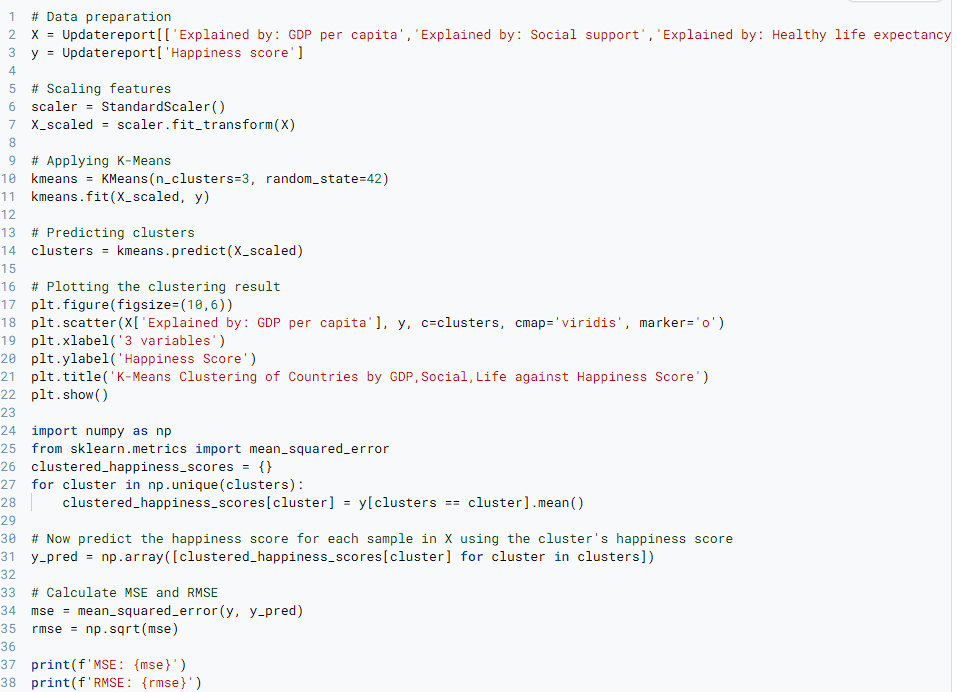 1 # Data preparation
2 X = Updatereport[['Explained by: GDP per capita','Explained by: Social support','Explained by: Healthy life expectancy
3 y = Updatereport['Happiness score']
4
5 # Scaling features
6 scaler = StandardScaler()
7 X_scaled = scaler.fit_transform(X)
8
9 # Applying K-Means
10 kmeans = KMeans(n_clusters=3, random_state=42)
11 kmeans.fit(X_scaled, y)
12
13 # Predicting clusters
14 clusters = kmeans.predict(X_scaled)
15
16 # Plotting the clustering result
17 plt.figure(figsize=(10,6))
18 plt.scatter(X['Explained by: GDP per capita'], y, c=clusters, cmap='viridis', marker='o')
19 plt.xlabel('3 variables')
20 plt.ylabel('Happiness Score')
21 plt.title('K-Means Clustering of Countries by GDP,Social,Life against Happiness Score')
22 plt.show()
23
24 import numpy as np
25 from sklearn.metrics import mean_squared_error
26 clustered_happiness_scores = {}
27 for cluster in np.unique(clusters):
28     clustered_happiness_scores[cluster] = y[clusters == cluster].mean()
29
30 # Now predict the happiness score for each sample in X using the cluster's happiness score
31 y_pred = np.array([clustered_happiness_scores[cluster] for cluster in clusters])
32
33 # Calculate MSE and RMSE
34 mse = mean_squared_error(y, y_pred)
35 rmse = np.sqrt(mse)
36
37 print(f'MSE: {mse}')
38 print(f'RMSE: {rmse}')